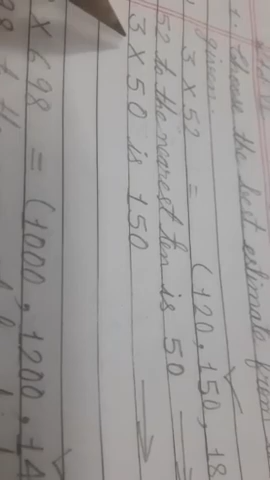 1. Choose the best estimate from
given.
3 × 52 = (120, 150, 18
52 to the nearest ten is 50
3 × 50 is 150
× 698 = (1000, 1200, 14